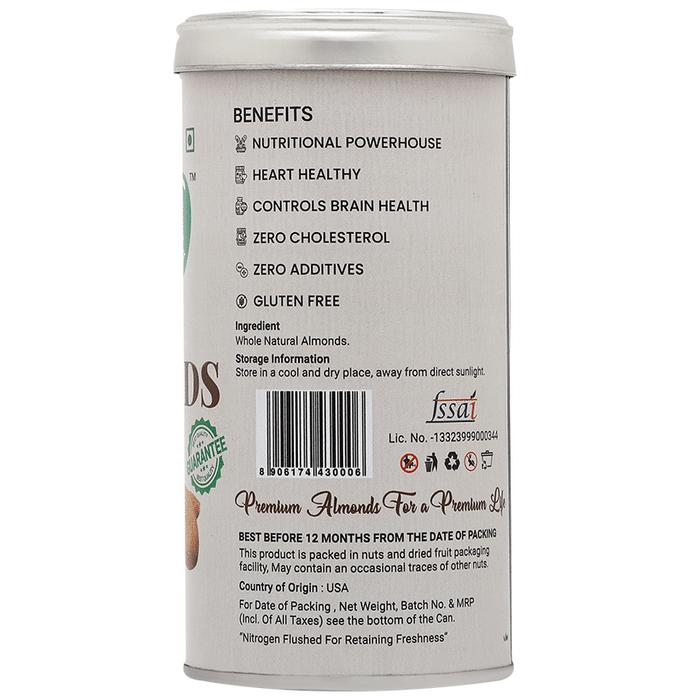 BENEFITS
NUTRITIONAL POWERHOUSE
HEART HEALTHY
CONTROLS BRAIN HEALTH
ZERO CHOLESTEROL
ZERO ADDITIVES
GLUTEN FREE
TM
DS
GUARANTEE
Ingredient
Whole Natural Almonds.
Storage Information
Store in a cool and dry place, away from direct sunlight.
8 906174 430006
fssai
Lic. No. -13323999000344
Premium Almonds For a Premium Life
BEST BEFORE 12 MONTHS FROM THE DATE OF PACKING
This product is packed in nuts and dried fruit packaging
facility, May contain an occasional traces of other nuts.
Country of Origin : USA
For Date of Packing , Net Weight, Batch No. & MRP
(Incl. Of All Taxes) see the bottom of the Can.
“Nitrogen Flushed For Retaining Freshness”